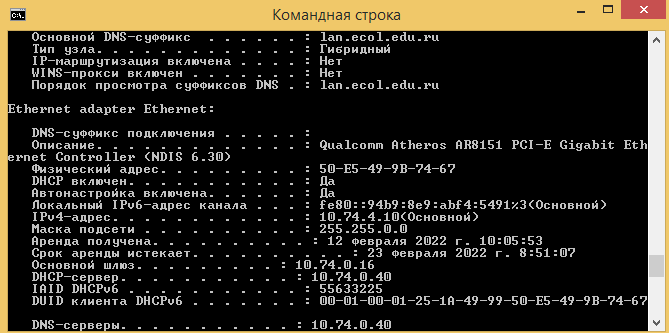 Командная строка
Основной DNS-суффикс . . . . . . : lan.ecol.edu.ru
Тип узла. . . . . . . . . . . . . : Гибридный
IP-маршрутизация включена . . . . : Нет
WINS-прокси включен . . . . . . . : Нет
Порядок просмотра суффиксов DNS . : lan.ecol.edu.ru
Ethernet adapter Ethernet:
DNS-суффикс подключения . . . . . :
Описание. . . . . . . . . . . . . : Qualcomm Atheros AR8151 PCI-E Gigabit Eth
ernet Controller (NDIS 6.30)
Физический адрес. . . . . . . . . : 50-E5-49-9B-74-67
DHCP включен. . . . . . . . . . . : Да
Автонастройка включена. . . . . . : Да
Локальный IPv6-адрес канала . . . : fe80::94b9:8e9:abf4:5491%3(Основной)
IPv4-адрес. . . . . . . . . . . . : 10.74.4.10(Основной)
Маска подсети . . . . . . . . . . : 255.255.0.0
Аренда получена. . . . . . . . . . : 12 февраля 2022 г. 10:05:53
Срок аренды истекает. . . . . . . . . . : 23 февраля 2022 г. 8:51:07
Основной шлюз. . . . . . . . . : 10.74.0.16
DHCP-сервер. . . . . . . . . . . : 10.74.0.40
IAID DHCPv6 . . . . . . . . . . . : 55633225
DUID клиента DHCPv6 . . . . . . . : 00-01-00-01-25-1A-49-99-50-E5-49-9B-74-67
DNS-серверы. . . . . . . . . . . : 10.74.0.40